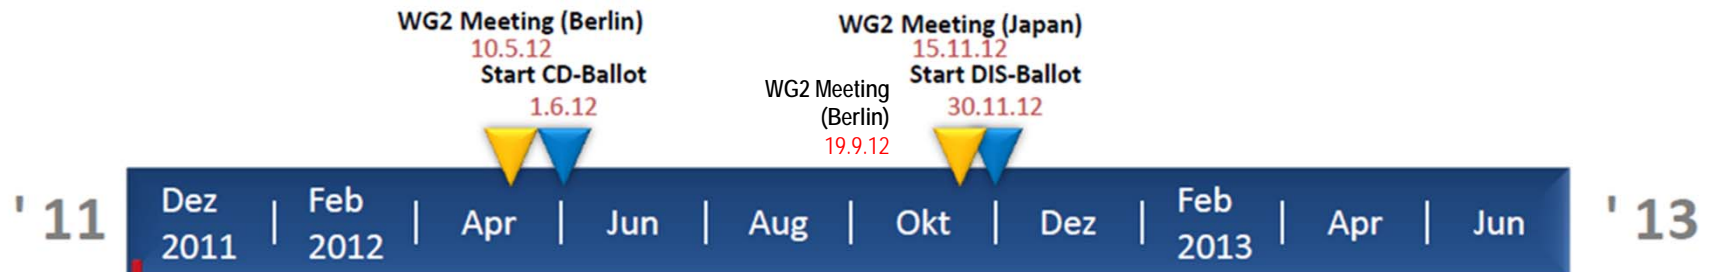 WG2 Meeting (Berlin)
10.5.12
Start CD-Ballot
1.6.12
WG2 Meeting
(Berlin)
19.9.12
WG2 Meeting (Japan)
15.11.12
Start DIS-Ballot
30.11.12
' 11
Dez
2011
Feb
2012
Apr
Jun
Aug
Okt
Dez
Feb
2013
Apr
Jun
' 13